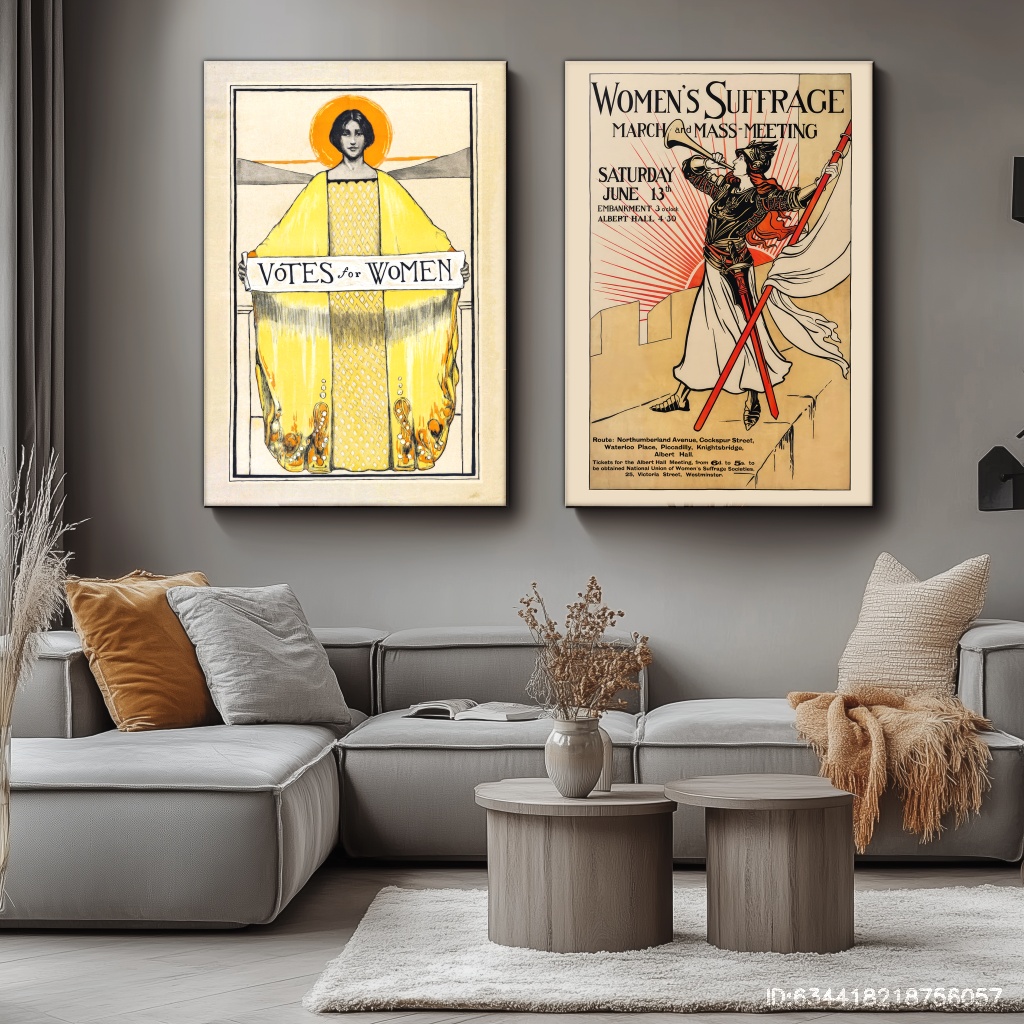 VOTES for WOMEN
WOMEN'S SUFFRAGE
MARCH and MASS-MEETING
SATURDAY
JUNE 13th
EMBANKMENT 3 oclock
ALBERT HALL 4·30
Route: Northumberland Avenue, Cockspur Street,
Waterloo Place, Piccadilly, Knightsbridge,
Albert Hall.
Tickets for the Albert Hall Meeting, from 6d. to 5s. to
be obtained National Union of Women's Suffrage Societies.
25, Victoria Street, Westminster.
ID:634418218756057